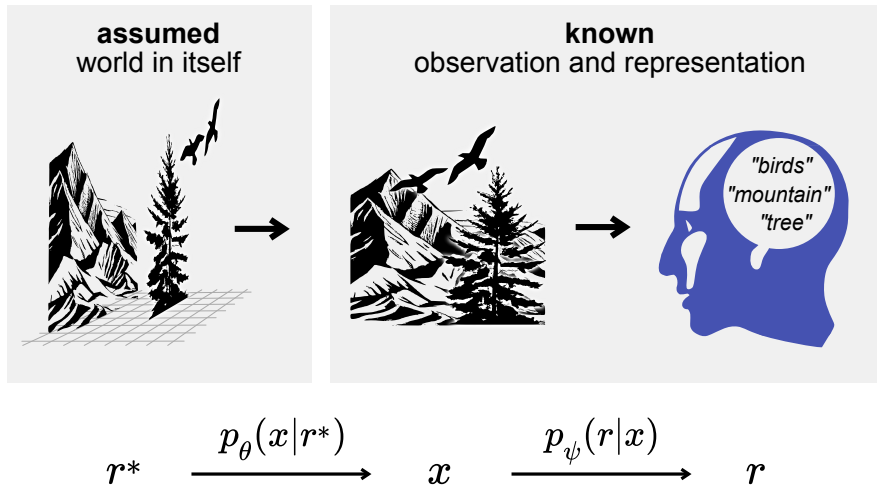 assumed
world in itself
known
observation and representation
"birds"
"mountain"
"tree"
p_θ(x|r*)
p_ψ(r|x)
r*
x
r